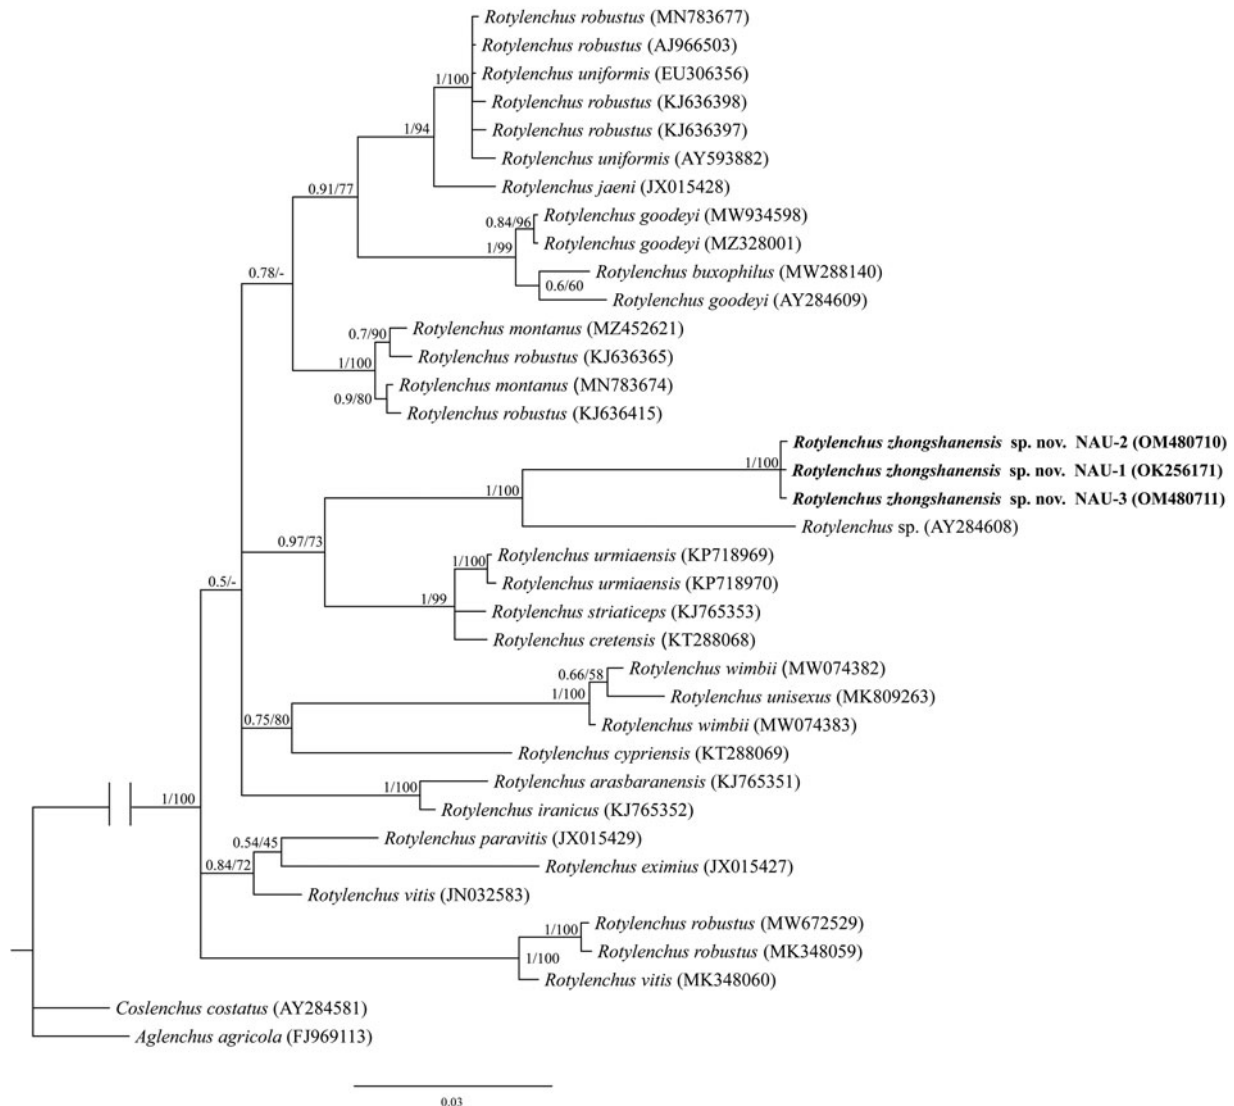 Rotylenchus robustus (MN783677)
Rotylenchus robustus (AJ966503)
Rotylenchus uniformis (EU306356)
1/100
Rotylenchus robustus (KJ636398)
Rotylenchus robustus (KJ636397)
1/94
Rotylenchus uniformis (AY593882)
Rotylenchus jaeni (JX015428)
0.91/77
Rotylenchus goodeyi (MW934598)
0.84/96
Rotylenchus goodeyi (MZ328001)
1/99
Rotylenchus buxophilus (MW288140)
0.78/-
0.6/60
Rotylenchus goodeyi (AY284609)
Rotylenchus montanus (MZ452621)
0.7/90
Rotylenchus robustus (KJ636365)
1/100
Rotylenchus montanus (MN783674)
0.9/80
Rotylenchus robustus (KJ636415)
Rotylenchus zhongshanensis sp. nov. NAU-2 (OM480710)
1/100
Rotylenchus zhongshanensis sp. nov. NAU-1 (OK256171)
1/100
Rotylenchus zhongshanensis sp. nov. NAU-3 (OM480711)
Rotylenchus sp. (AY284608)
0.97/73
Rotylenchus urmiaensis (KP718969)
1/100
Rotylenchus urmiaensis (KP718970)
0.5/-
1/99
Rotylenchus striaticeps (KJ765353)
Rotylenchus cretensis (KT288068)
Rotylenchus wimbii (MW074382)
0.66/58
Rotylenchus unisexus (MK809263)
1/100
Rotylenchus wimbii (MW074383)
0.75/80
Rotylenchus cypriensis (KT288069)
Rotylenchus arasbaranensis (KJ765351)
1/100
1/100
Rotylenchus iranicus (KJ765352)
Rotylenchus paravitis (JX015429)
0.54/45
Rotylenchus eximius (JX015427)
0.84/72
Rotylenchus vitis (JN032583)
Rotylenchus robustus (MW672529)
1/100
Rotylenchus robustus (MK348059)
1/100
Rotylenchus vitis (MK348060)
Coslenchus costatus (AY284581)
Aglenchus agricola (FJ969113)
0.03